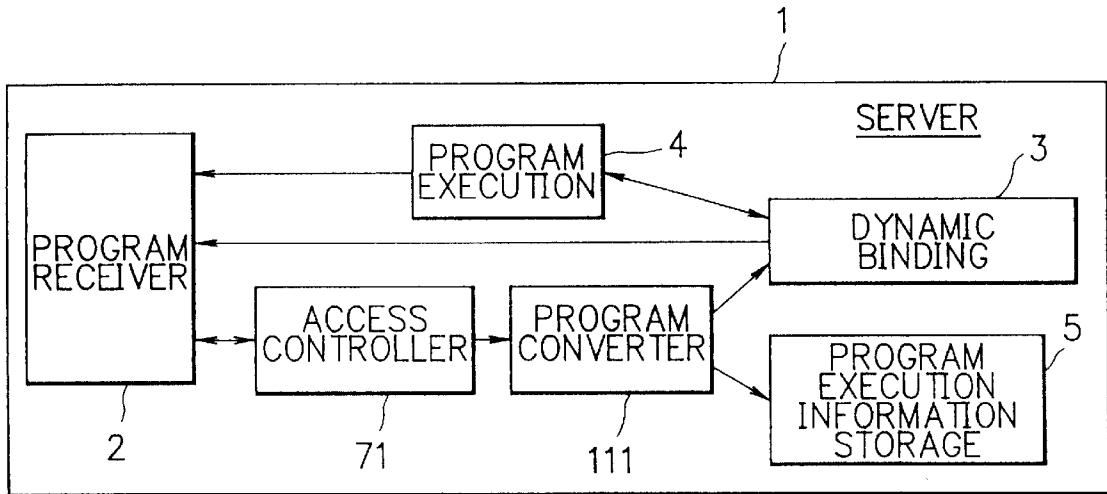 1
SERVER
PROGRAM
EXECUTION
4
3
PROGRAM
RECEIVER
DYNAMIC
BINDING
ACCESS
CONTROLLER
PROGRAM
CONVERTER
PROGRAM
EXECUTION
INFORMATION
STORAGE
5
2
71
111